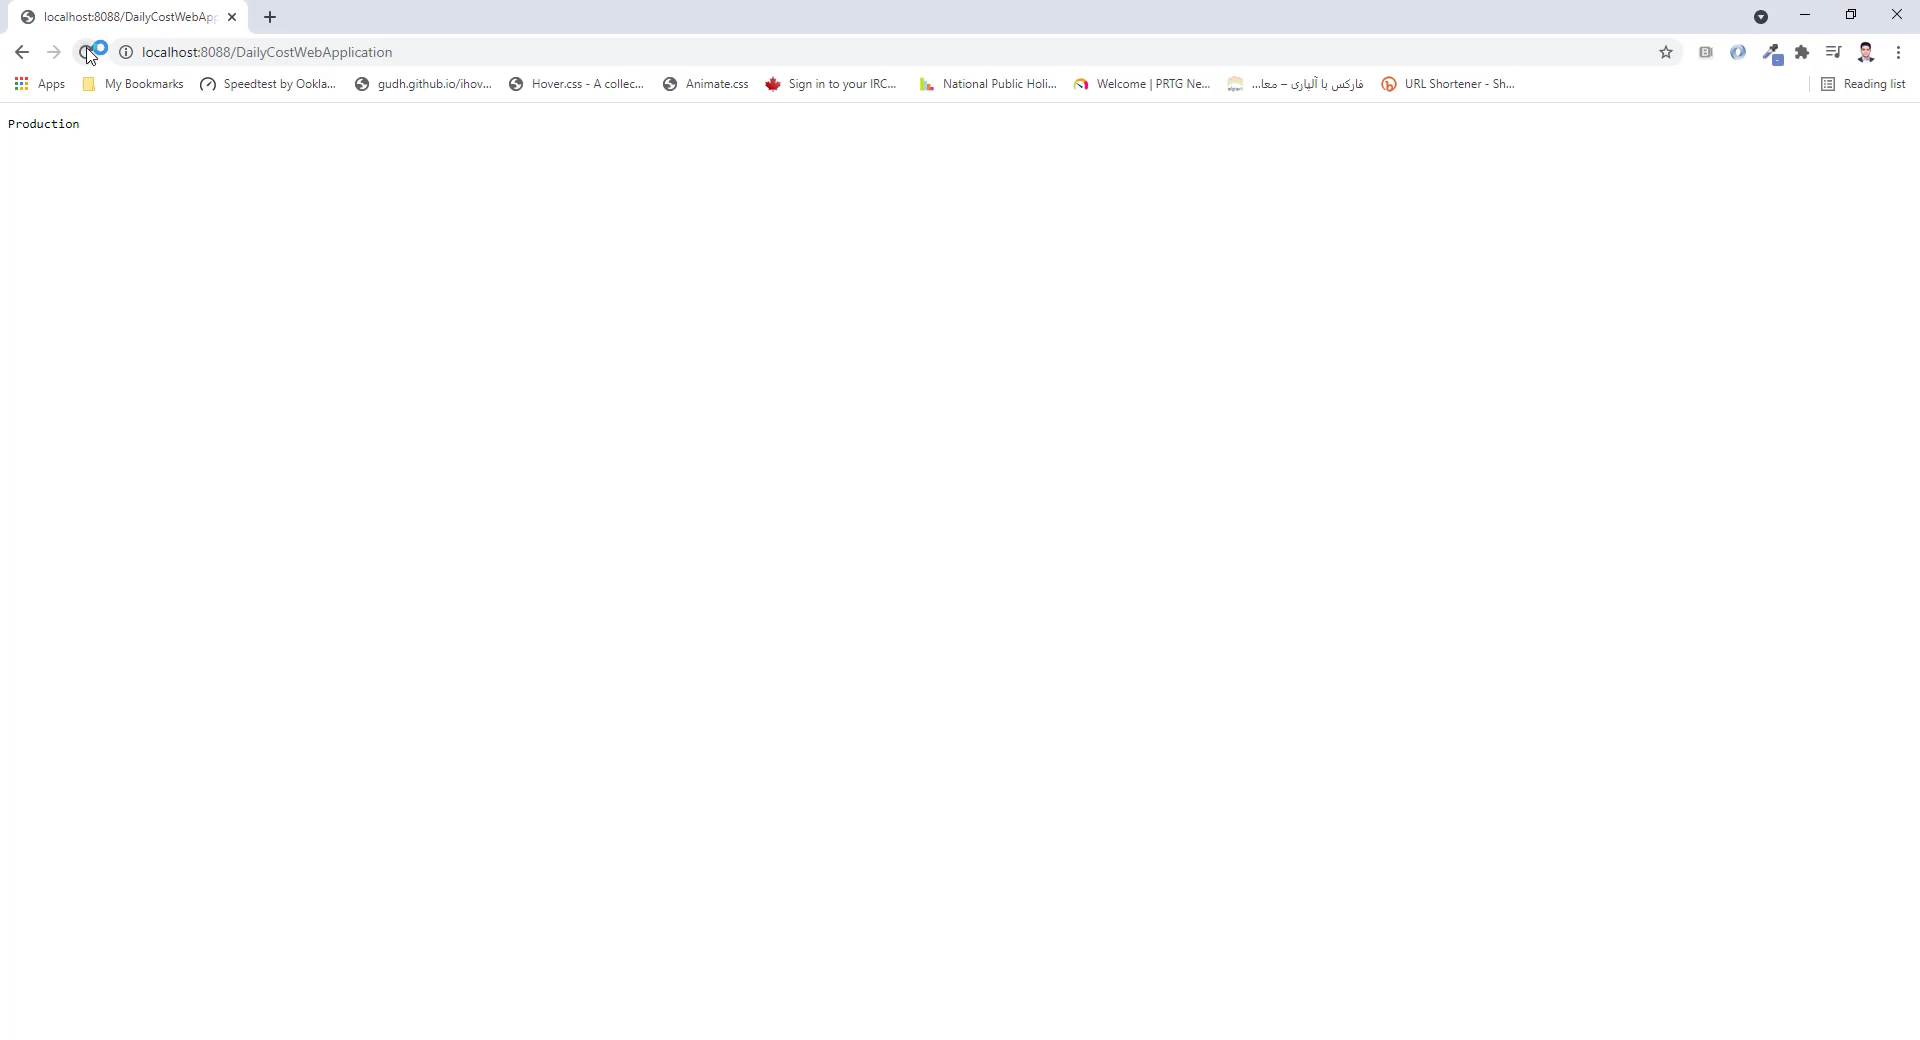 localhost:8088/DailyCostWebApp
localhost:8088/DailyCostWebApplication
Apps
My Bookmarks
Speedtest by Ookla...
gudh.github.io/ihov...
Hover.css - A collec...
Animate.css
Sign in to your IRC...
National Public Holi...
Welcome | PRTG Ne...
فارکس با آلپاری – معا...
URL Shortener - Sh...
Reading list
Production